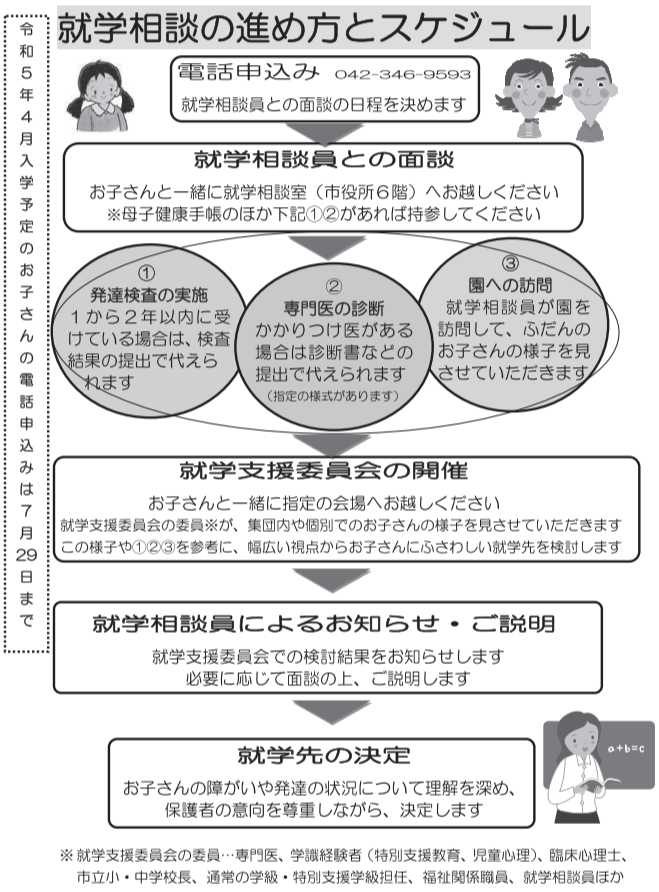 就学相談の進め方とスケジュール
令和5年4月入学予定のお子さんの電話申込みは7月29日まで
電話申込み 042-346-9593
就学相談員との面談の日程を決めます
就学相談員との面談
お子さんと一緒に就学相談室（市役所６階）へお越しください
※母子健康手帳のほか下記①②があれば持参してください
①
発達検査の実施
１から２年以内に受
けている場合は、検査
結果の提出で代えら
れます
②
専門医の診断
かかりつけ医がある
場合は診断書などの
提出で代えられます
（指定の様式があります）
③
園への訪問
就学相談員が園を
訪問して、ふだんの
お子さんの様子を見
させていただきます
就学支援委員会の開催
お子さんと一緒に指定の会場へお越しください
就学支援委員会の委員※が、集団内や個別でのお子さんの様子を見させていただきます
この様子や①②③を参考に、幅広い視点からお子さんにふさわしい就学先を検討します
就学相談員によるお知らせ・ご説明
就学支援委員会での検討結果をお知らせします
必要に応じて面談の上、ご説明します
就学先の決定
お子さんの障がいや発達の状況について理解を深め、
保護者の意向を尊重しながら、決定します
a+b=c
※ 就学支援委員会の委員…専門医、学識経験者（特別支援教育、児童心理）、臨床心理士、
市立小・中学校長、通常の学級・特別支援学級担任、福祉関係職員、就学相談員ほか